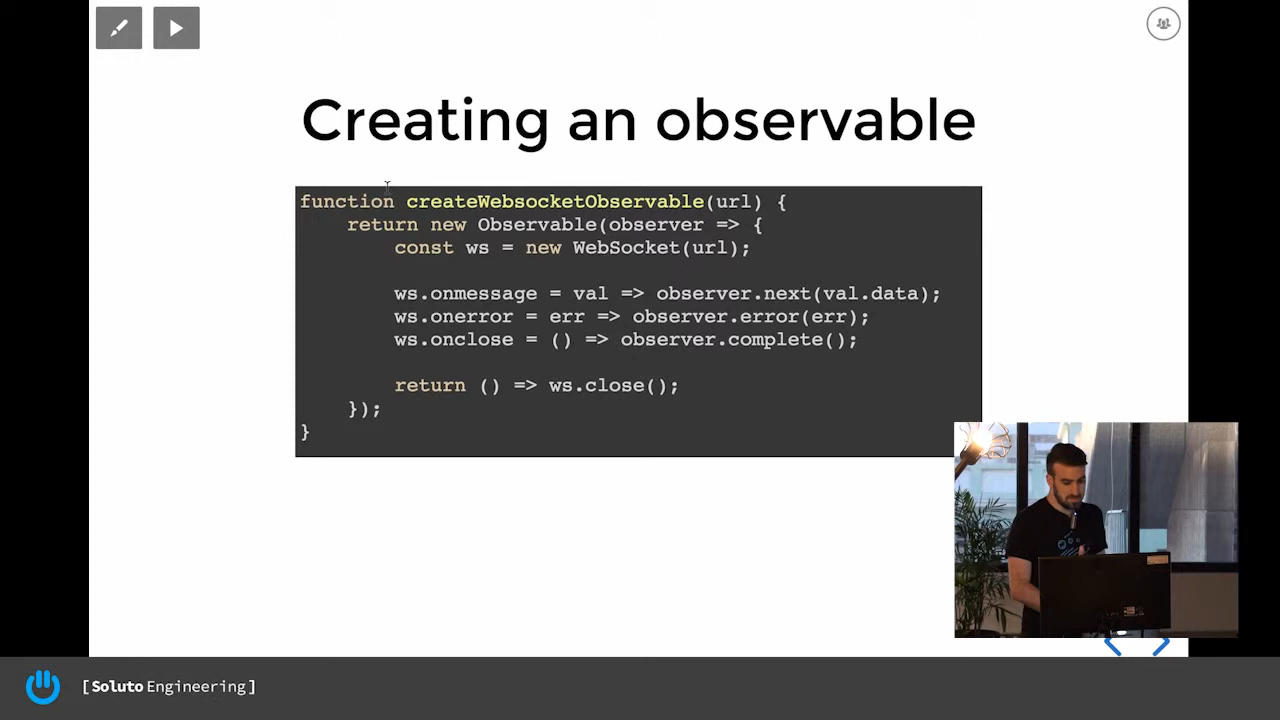 Creating an observable
function createWebsocketObservable(url) {
return new Observable(observer => {
const ws = new WebSocket(url);
ws.onmessage = val => observer.next(val.data);
ws.onerror = err => observer.error(err);
ws.onclose = () => observer.complete();
return () => ws.close();
});
}
[Soluto Engineering]